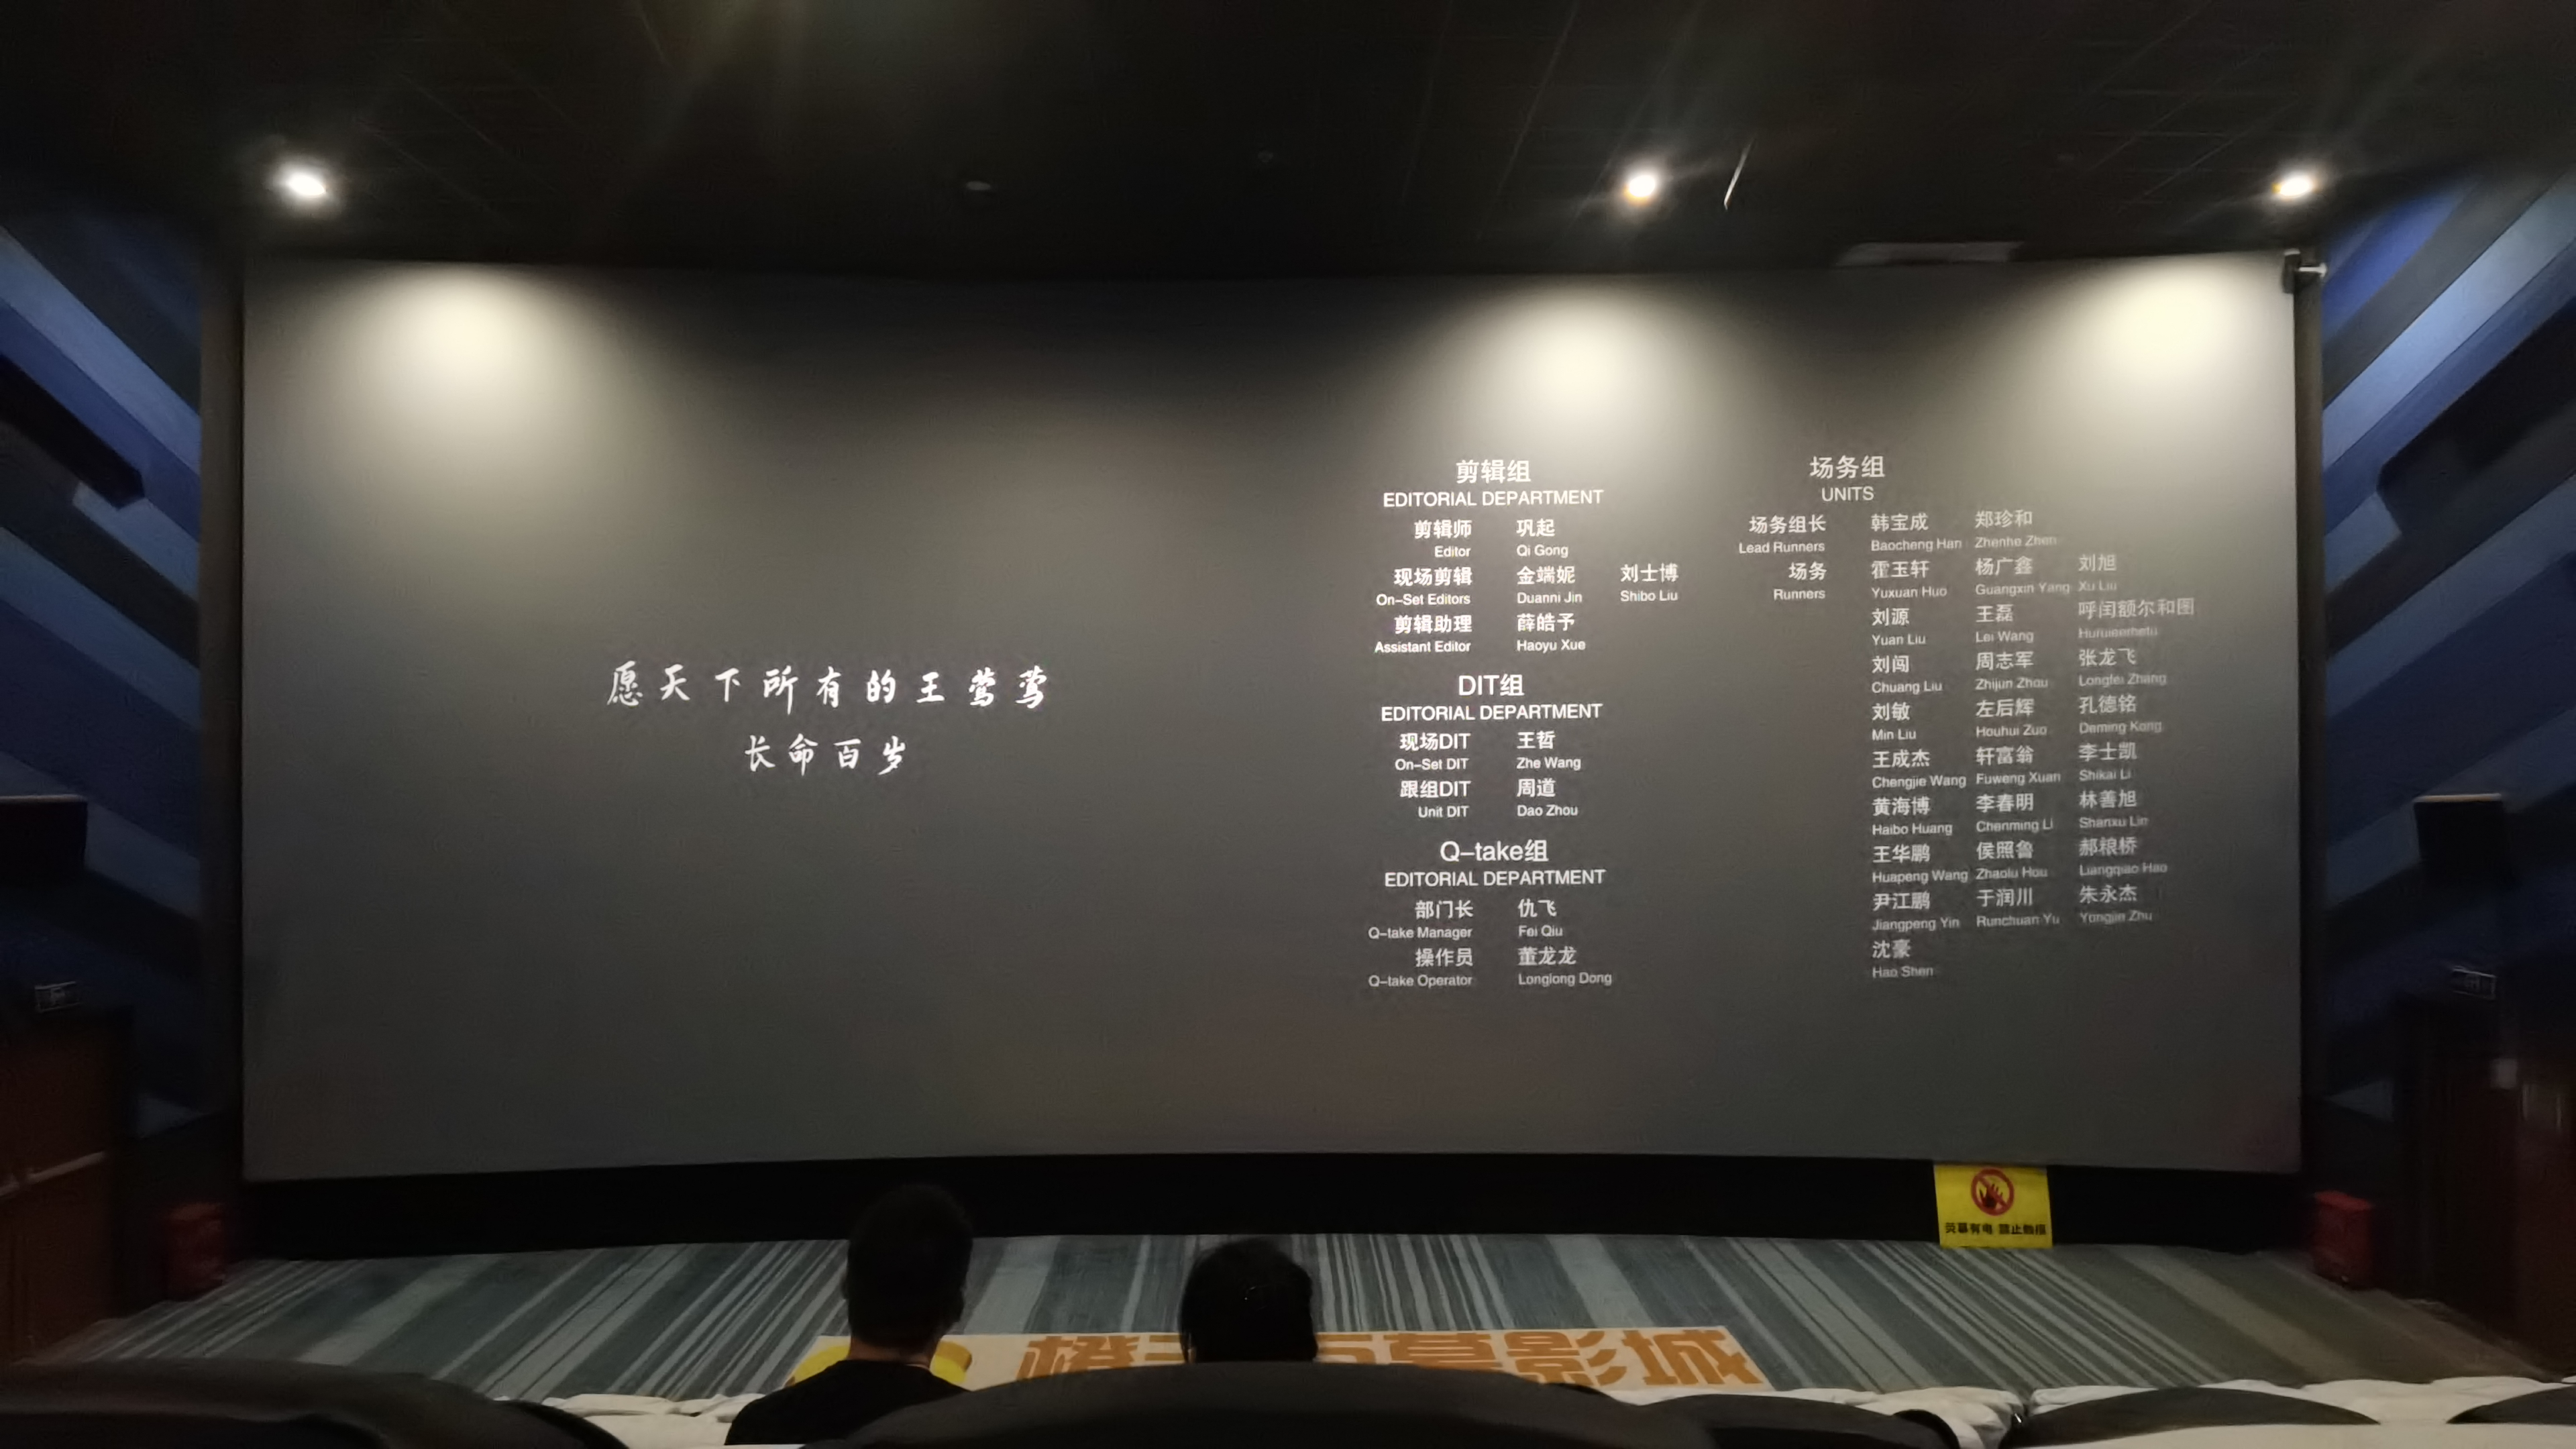 愿天下所有的王莺莺
长命百岁
剪辑组
EDITORIAL DEPARTMENT
剪辑师 巩起
Editor Qi Gong
现场剪辑 金端妮 刘士博
On-Set Editors Duanni Jin Shibo Liu
剪辑助理 薛皓予
Assistant Editor Haoyu Xue
DIT组
EDITORIAL DEPARTMENT
现场DIT 王哲
On-Set DIT Zhe Wang
跟组DIT 周道
Unit DIT Dao Zhou
Q-take组
EDITORIAL DEPARTMENT
部门长 仇飞
Q-take Manager Fei Qiu
操作员 董龙龙
Q-take Operator Longlong Dong
场务组
UNITS
场务组长 韩宝成 郑珍和
Lead Runners Baocheng Han Zhenhe Zhen
场务 霍玉轩 杨广鑫 刘旭
Runners Yuxuan Huo Guangxin Yang Xu Liu
刘源 王磊 呼闰额尔和图
Yuan Liu Lei Wang
刘闯 周志军 张龙飞
Chuang Liu Zhijun Zhou Longfei Zhang
刘敏 左后辉 孔德铭
Min Liu Houhui Zuo Deming Kong
王成杰 轩富翁 李士凯
Chengjie Wang Fuweng Xuan Shikai Li
黄海博 李春明 林善旭
Haibo Huang Chenming Li Shanxu Lin
王华鹏 侯照鲁 郝粮桥
Huapeng Wang Zhaolu Hou Liangqiao Hao
尹江鹏 于润川 朱永杰
Jiangpeng Yin Runchuan Yu Yongjie Zhu
沈豪
Hao Shen
荧幕有电 禁止触摸
橙 巨幕影城